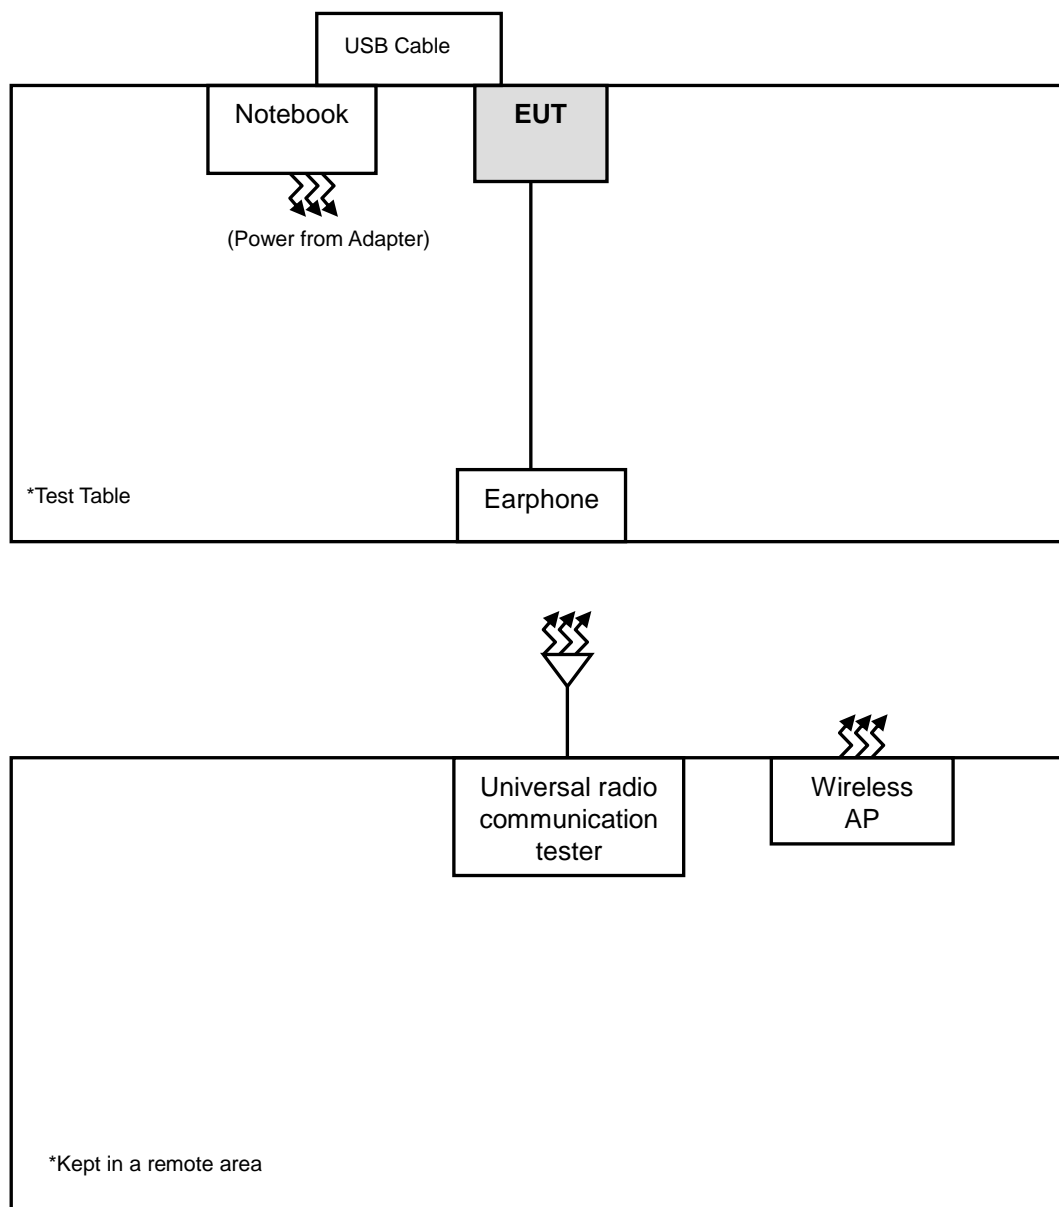 USB Cable
Notebook
EUT
(Power from Adapter)
*Test Table
Earphone
Universal radio
communication
tester
Wireless
AP
*Kept in a remote area